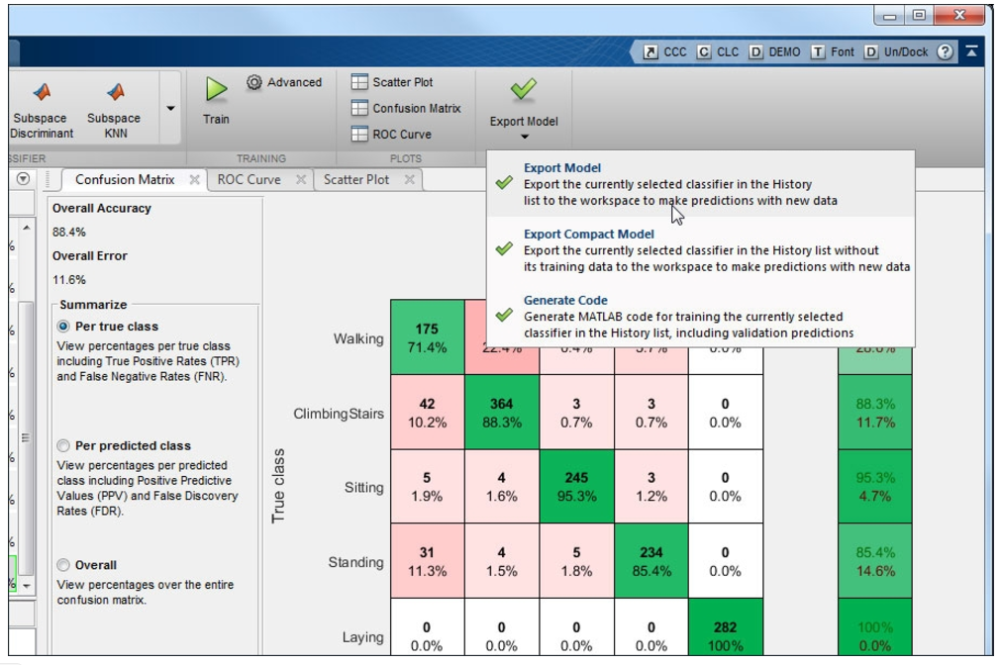 CCC CLC DEMO Font Un/Dock
Subspace
Discriminant
Subspace
KNN
Train
Advanced
Scatter Plot
Confusion Matrix
ROC Curve
Export Model
TRAINING
PLOTS
Confusion Matrix
ROC Curve
Scatter Plot
Export Model
Export the currently selected classifier in the History
list to the workspace to make predictions with new data
Export Compact Model
Export the currently selected classifier in the History list without
its training data to the workspace to make predictions with new data
Generate Code
Generate MATLAB code for training the currently selected
classifier in the History list, including validation predictions
Overall Accuracy
88.4%
Overall Error
11.6%
Summarize
Per true class
View percentages per true class
including True Positive Rates (TPR)
and False Negative Rates (FNR).
Per predicted class
View percentages per predicted
class including Positive Predictive
Values (PPV) and False Discovery
Rates (FDR).
Overall
View percentages over the entire
confusion matrix.
True class
Walking
175
71.4%
ClimbingStairs
42 364 3 3 0 88.3%
10.2% 88.3% 0.7% 0.7% 0.0% 11.7%
Sitting
5 4 245 3 0 95.3%
1.9% 1.6% 95.3% 1.2% 0.0% 4.7%
Standing
31 4 5 234 0 85.4%
11.3% 1.5% 1.8% 85.4% 0.0% 14.6%
Laying
0 0 0 0 282 100%
0.0% 0.0% 0.0% 0.0% 100% 0.0%